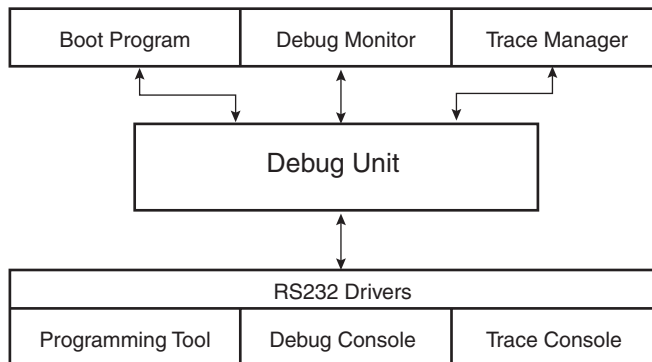 Boot Program
Debug Monitor
Trace Manager
Debug Unit
RS232 Drivers
Programming Tool
Debug Console
Trace Console